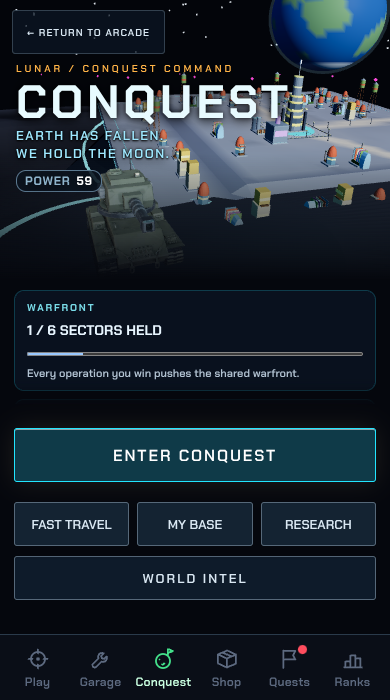 ← RETURN TO ARCADE
LUNAR / CONQUEST COMMAND
CONQUEST
EARTH HAS FALLEN.
WE HOLD THE MOON.
POWER 59
WARFRONT
1 / 6 SECTORS HELD
Every operation you win pushes the shared warfront.
ENTER CONQUEST
FAST TRAVEL
MY BASE
RESEARCH
WORLD INTEL
Play
Garage
Conquest
Shop
Quests
Ranks